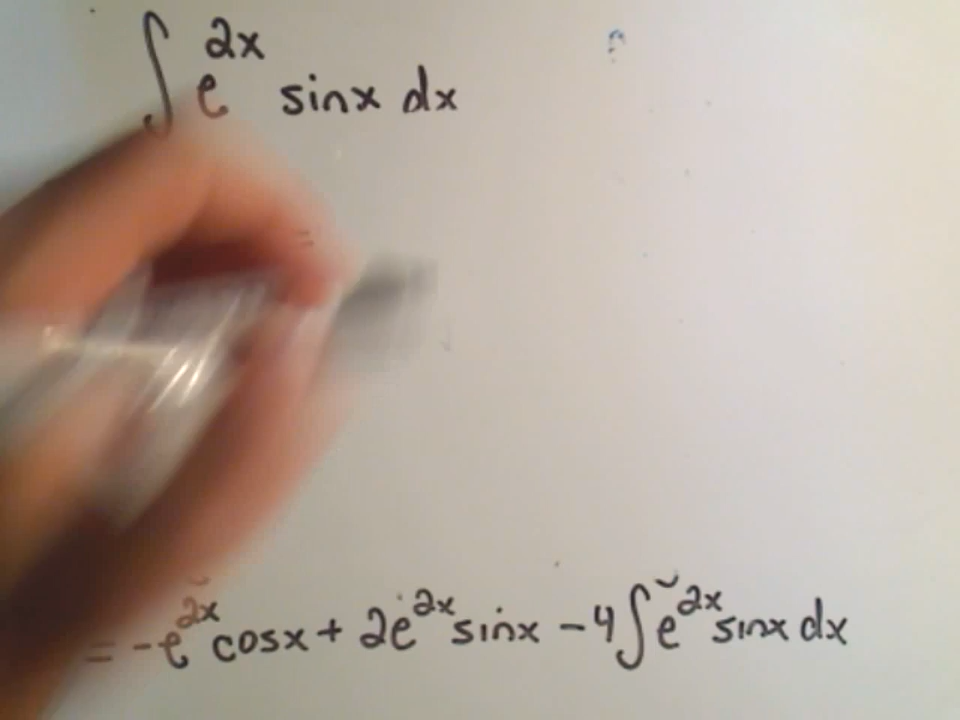 ∫ e^2x sinx dx
= -e^2x cosx + 2e^2x sinx - 4∫e^2x sinx dx